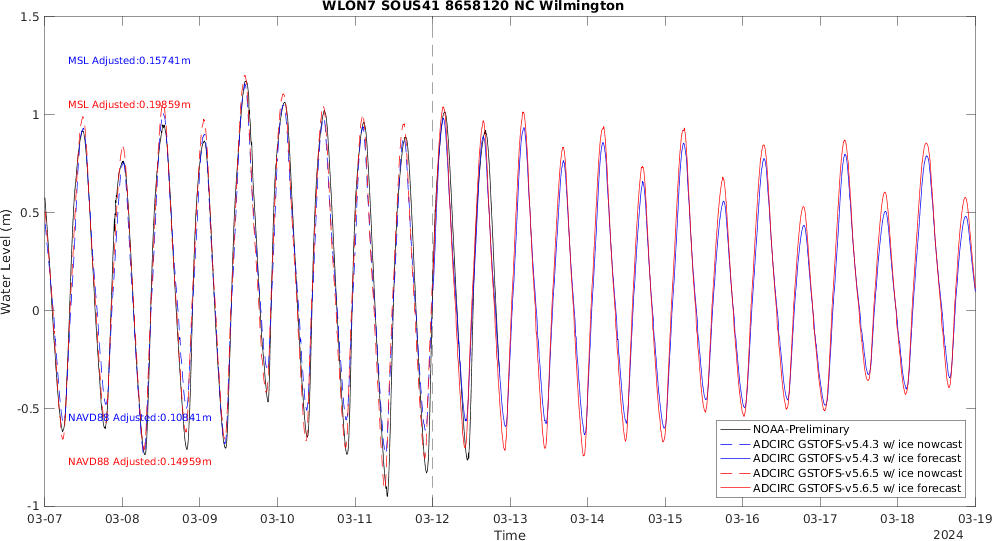 WLON7 SOUS41 8658120 NC Wilmington
1.5
1
0.5
0
-0.5
-1
Water Level (m)
MSL Adjusted:0.15741m
MSL Adjusted:0.19859m
NAVD88 Adjusted:0.10841m
NAVD88 Adjusted:0.14959m
NOAA-Preliminary
ADCIRC GSTOFS-v5.4.3 w/ ice nowcast
ADCIRC GSTOFS-v5.4.3 w/ ice forecast
ADCIRC GSTOFS-v5.6.5 w/ ice nowcast
ADCIRC GSTOFS-v5.6.5 w/ ice forecast
03-07 03-08 03-09 03-10 03-11 03-12 03-13 03-14 03-15 03-16 03-17 03-18 03-19
Time
2024